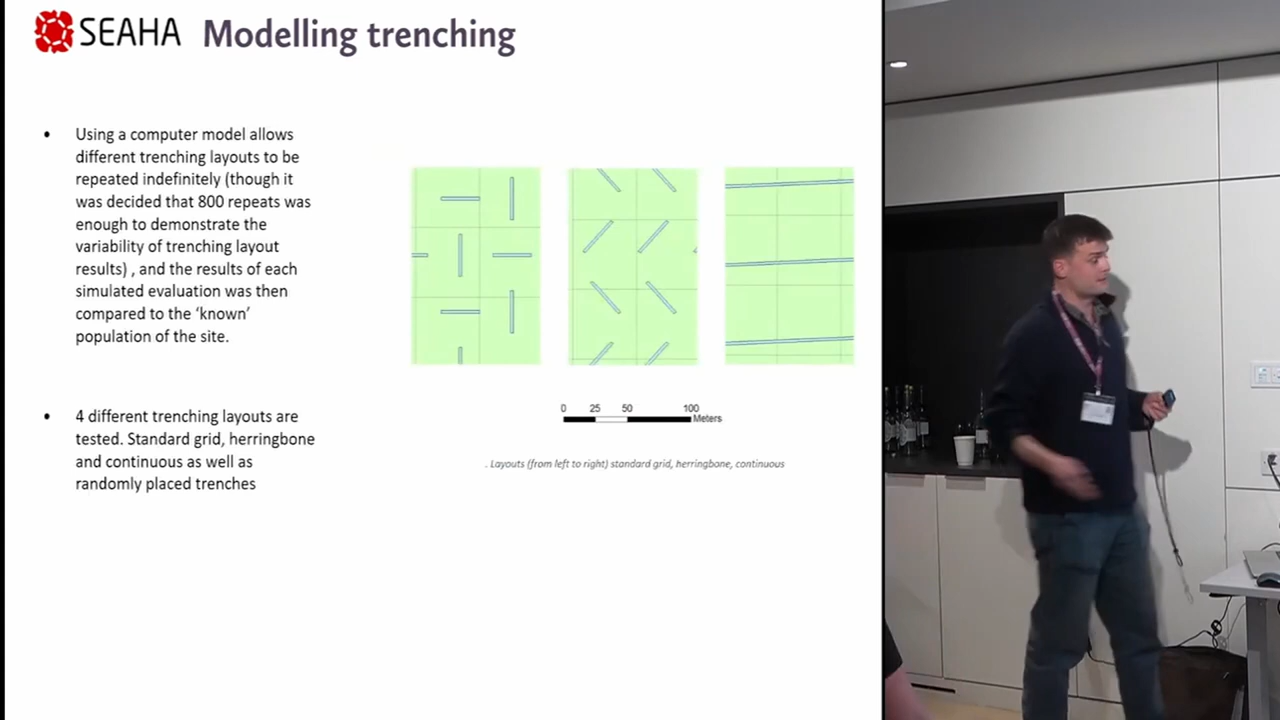 SEAHA Modelling trenching
• Using a computer model allows
different trenching layouts to be
repeated indefinitely (though it
was decided that 800 repeats was
enough to demonstrate the
variability of trenching layout
results) , and the results of each
simulated evaluation was then
compared to the ‘known’
population of the site.
• 4 different trenching layouts are
tested. Standard grid, herringbone
and continuous as well as
randomly placed trenches
0 25 50 100
Meters
. Layouts (from left to right) standard grid, herringbone, continuous